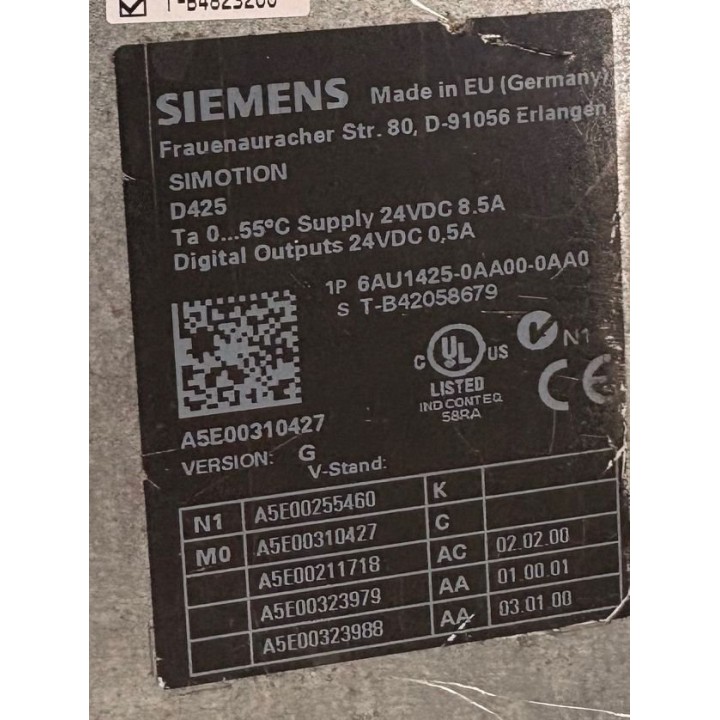 SIEMENS Made in EU (Germany)
Frauenauracher Str. 80, D-91056 Erlangen
SIMOTION
D425
Ta 0...55°C Supply 24VDC 8.5A
Digital Outputs 24VDC 0,5A
1P 6AU1425-0AA00-0AA0
S T-B42058679
C UL US N1
LISTED
IND CONT EQ
58RA
CE
A5E00310427
VERSION: G
V-Stand:
N1 A5E00255460 K
M0 A5E00310427 C
A5E00211718 AC 02.02.00
A5E00323979 AA 01.00.01
A5E00323988 AA 03.01.00